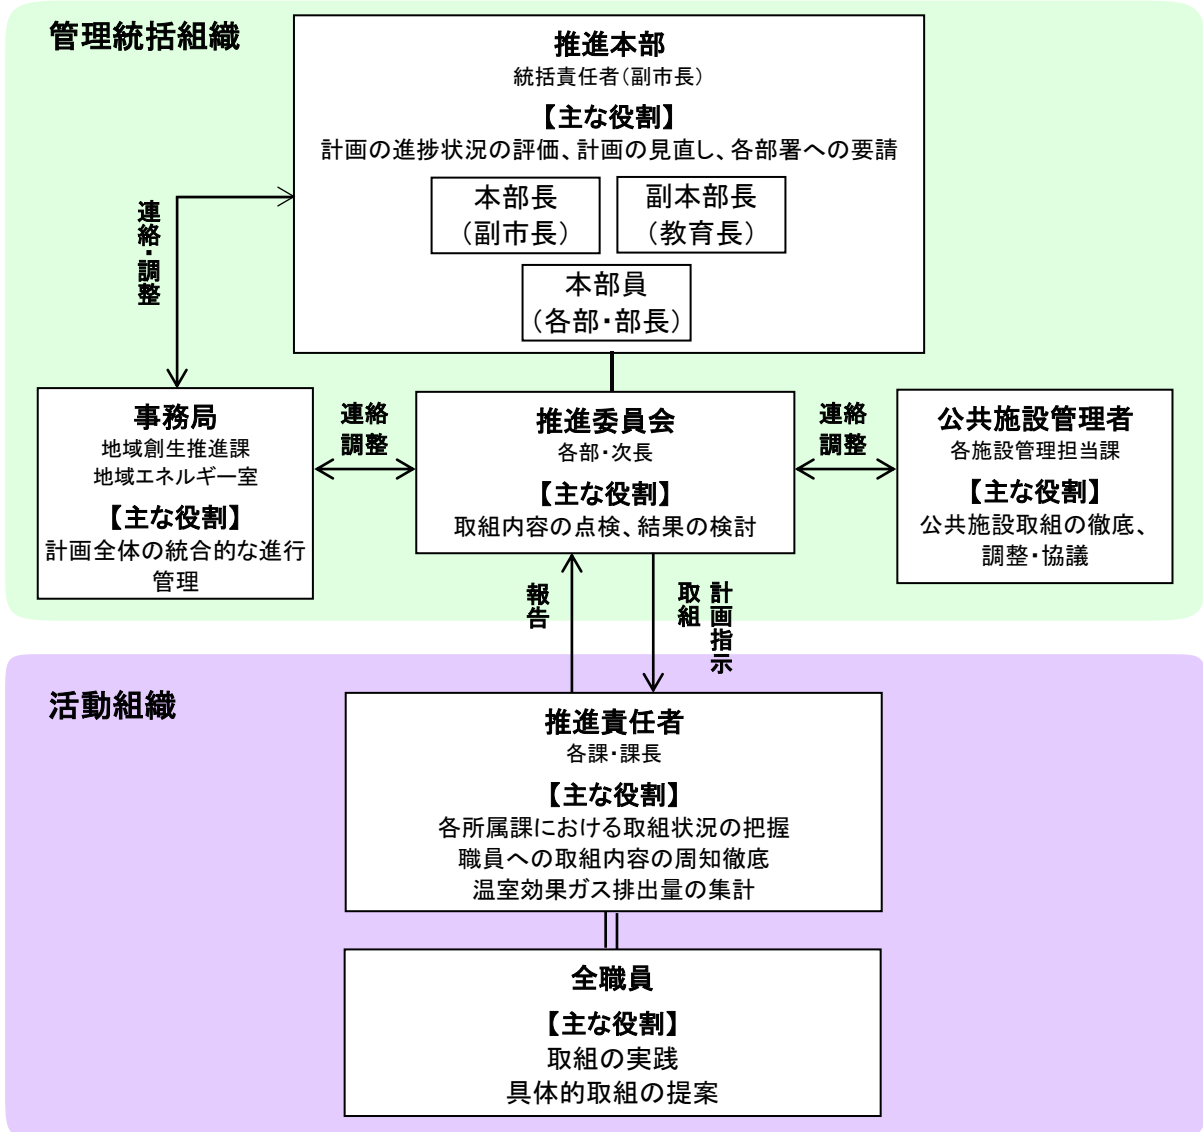 管理統括組織
推進本部
統括責任者(副市長)
【主な役割】
計画の進捗状況の評価、計画の見直し、各部署への要請
本部長
(副市長)
副本部長
(教育長)
本部員
(各部・部長)
連絡・調整
事務局
地域創生推進課
地域エネルギー室
【主な役割】
計画全体の統合的な進行
管理
連絡
調整
推進委員会
各部・次長
【主な役割】
取組内容の点検、結果の検討
連絡
調整
公共施設管理者
各施設管理担当課
【主な役割】
公共施設取組の徹底、
調整・協議
報告
計画指示
取組
活動組織
推進責任者
各課・課長
【主な役割】
各所属課における取組状況の把握
職員への取組内容の周知徹底
温室効果ガス排出量の集計
全職員
【主な役割】
取組の実践
具体的取組の提案